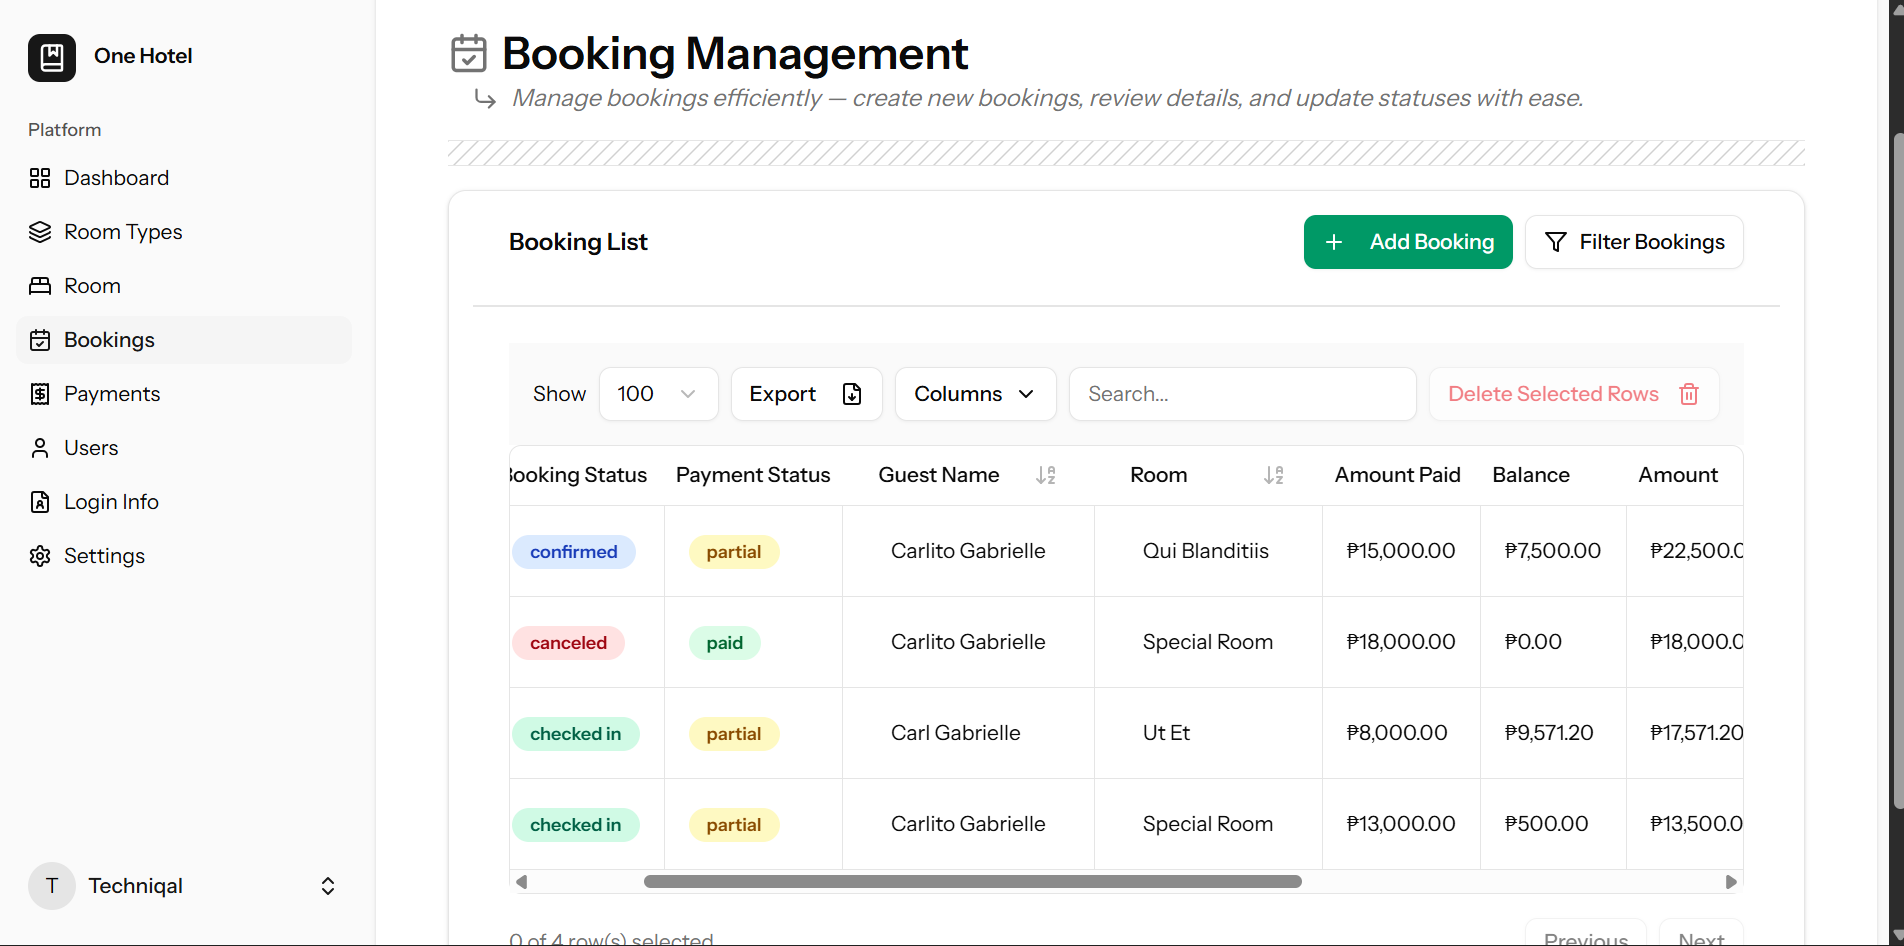 One Hotel
Platform
Dashboard
Room Types
Room
Bookings
Payments
Users
Login Info
Settings
T Techniqal
Booking Management
Manage bookings efficiently — create new bookings, review details, and update statuses with ease.
Booking List
Add Booking
Filter Bookings
Show 100 Export Columns Search... Delete Selected Rows
Booking Status Payment Status Guest Name Room Amount Paid Balance Amount
confirmed partial Carlito Gabrielle Qui Blanditiis ₱15,000.00 ₱7,500.00 ₱22,500.0
canceled paid Carlito Gabrielle Special Room ₱18,000.00 ₱0.00 ₱18,000.0
checked in partial Carl Gabrielle Ut Et ₱8,000.00 ₱9,571.20 ₱17,571.20
checked in partial Carlito Gabrielle Special Room ₱13,000.00 ₱500.00 ₱13,500.0
0 of 4 row(s) selected
Previous Next